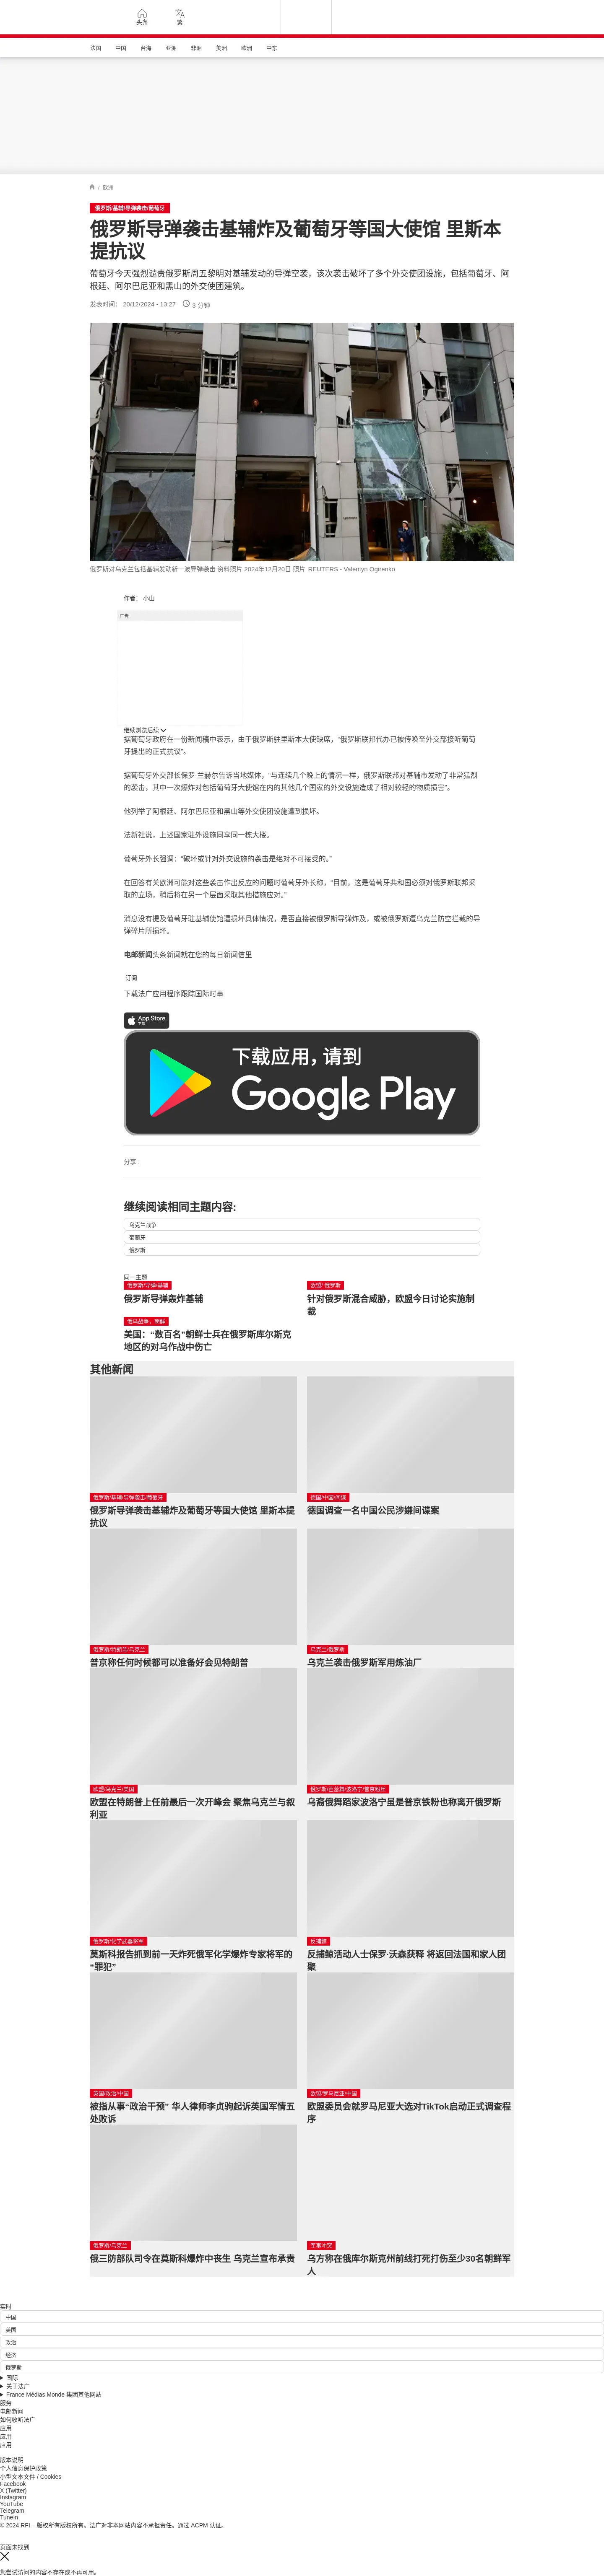 头条
繁
法国
中国
台海
亚洲
非洲
美洲
欧洲
中东
/ 欧洲
俄罗斯/基辅/导弹袭击/葡萄牙
俄罗斯导弹袭击基辅炸及葡萄牙等国大使馆 里斯本
提抗议
葡萄牙今天强烈谴责俄罗斯周五黎明对基辅发动的导弹空袭，该次袭击破坏了多个外交使团设施，包括葡萄牙、阿
根廷、阿尔巴尼亚和黑山的外交使团建筑。
发表时间： 20/12/2024 - 13:27 3 分钟
俄罗斯对乌克兰包括基辅发动新一波导弹袭击 资料照片 2024年12月20日 照片 REUTERS - Valentyn Ogirenko
作者： 小山
广告
继续浏览后续
据葡萄牙政府在一份新闻稿中表示，由于俄罗斯驻里斯本大使缺席，“俄罗斯联邦代办已被传唤至外交部接听葡萄
牙提出的正式抗议”。
据葡萄牙外交部长保罗·兰赫尔告诉当地媒体，“与连续几个晚上的情况一样，俄罗斯联邦对基辅市发动了非常猛烈
的袭击，其中一次爆炸对包括葡萄牙大使馆在内的其他几个国家的外交设施造成了相对较轻的物质损害”。
他列举了阿根廷、阿尔巴尼亚和黑山等外交使团设施遭到损坏。
法新社说，上述国家驻外设施同享同一栋大楼。
葡萄牙外长强调：“破坏或针对外交设施的袭击是绝对不可接受的。”
在回答有关欧洲可能对这些袭击作出反应的问题时葡萄牙外长称，“目前，这是葡萄牙共和国必须对俄罗斯联邦采
取的立场，稍后将在另一个层面采取其他措施应对。”
消息没有提及葡萄牙驻基辅使馆遭损坏具体情况，是否直接被俄罗斯导弹炸及，或被俄罗斯遭乌克兰防空拦截的导
弹碎片所损坏。
电邮新闻头条新闻就在您的每日新闻信里
订阅
下载法广应用程序跟踪国际时事
App Store
下载
下载应用，请到
Google Play
分享 :
继续阅读相同主题内容:
乌克兰战争
葡萄牙
俄罗斯
同一主题
俄罗斯/导弹/基辅
俄罗斯导弹轰炸基辅
欧盟/ 俄罗斯
针对俄罗斯混合威胁，欧盟今日讨论实施制
裁
俄乌战争，朝鲜
美国：“数百名”朝鲜士兵在俄罗斯库尔斯克
地区的对乌作战中伤亡
其他新闻
俄罗斯/基辅/导弹袭击/葡萄牙
俄罗斯导弹袭击基辅炸及葡萄牙等国大使馆 里斯本提
抗议
德国/中国/间谍
德国调查一名中国公民涉嫌间谍案
俄罗斯/特朗普/乌克兰
普京称任何时候都可以准备好会见特朗普
乌克兰/俄罗斯
乌克兰袭击俄罗斯军用炼油厂
欧盟/乌克兰/美国
欧盟在特朗普上任前最后一次开峰会 聚焦乌克兰与叙
利亚
俄罗斯/芭蕾舞/波洛宁/普京粉丝
乌裔俄舞蹈家波洛宁虽是普京铁粉也称离开俄罗斯
俄罗斯/化学武器将军
莫斯科报告抓到前一天炸死俄军化学爆炸专家将军的
“罪犯”
反捕鲸
反捕鲸活动人士保罗·沃森获释 将返回法国和家人团
聚
英国/政治/中国
被指从事“政治干预” 华人律师李贞驹起诉英国军情五
处败诉
欧盟/罗马尼亚/中国
欧盟委员会就罗马尼亚大选对TikTok启动正式调查程
序
俄罗斯/乌克兰
俄三防部队司令在莫斯科爆炸中丧生 乌克兰宣布承责
军事冲突
乌方称在俄库尔斯克州前线打死打伤至少30名朝鲜军
人
实时
中国
美国
政治
经济
俄罗斯
国际
关于法广
France Médias Monde 集团其他网站
服务
电邮新闻
如何收听法广
应用
应用
应用
版本说明
个人信息保护政策
小型文本文件 / Cookies
Facebook
X (Twitter)
Instagram
YouTube
Telegram
TuneIn
© 2024 RFI – 版权所有版权所有。法广对非本网站内容不承担责任。通过 ACPM 认证。
页面未找到
您尝试访问的内容不存在或不再可用。